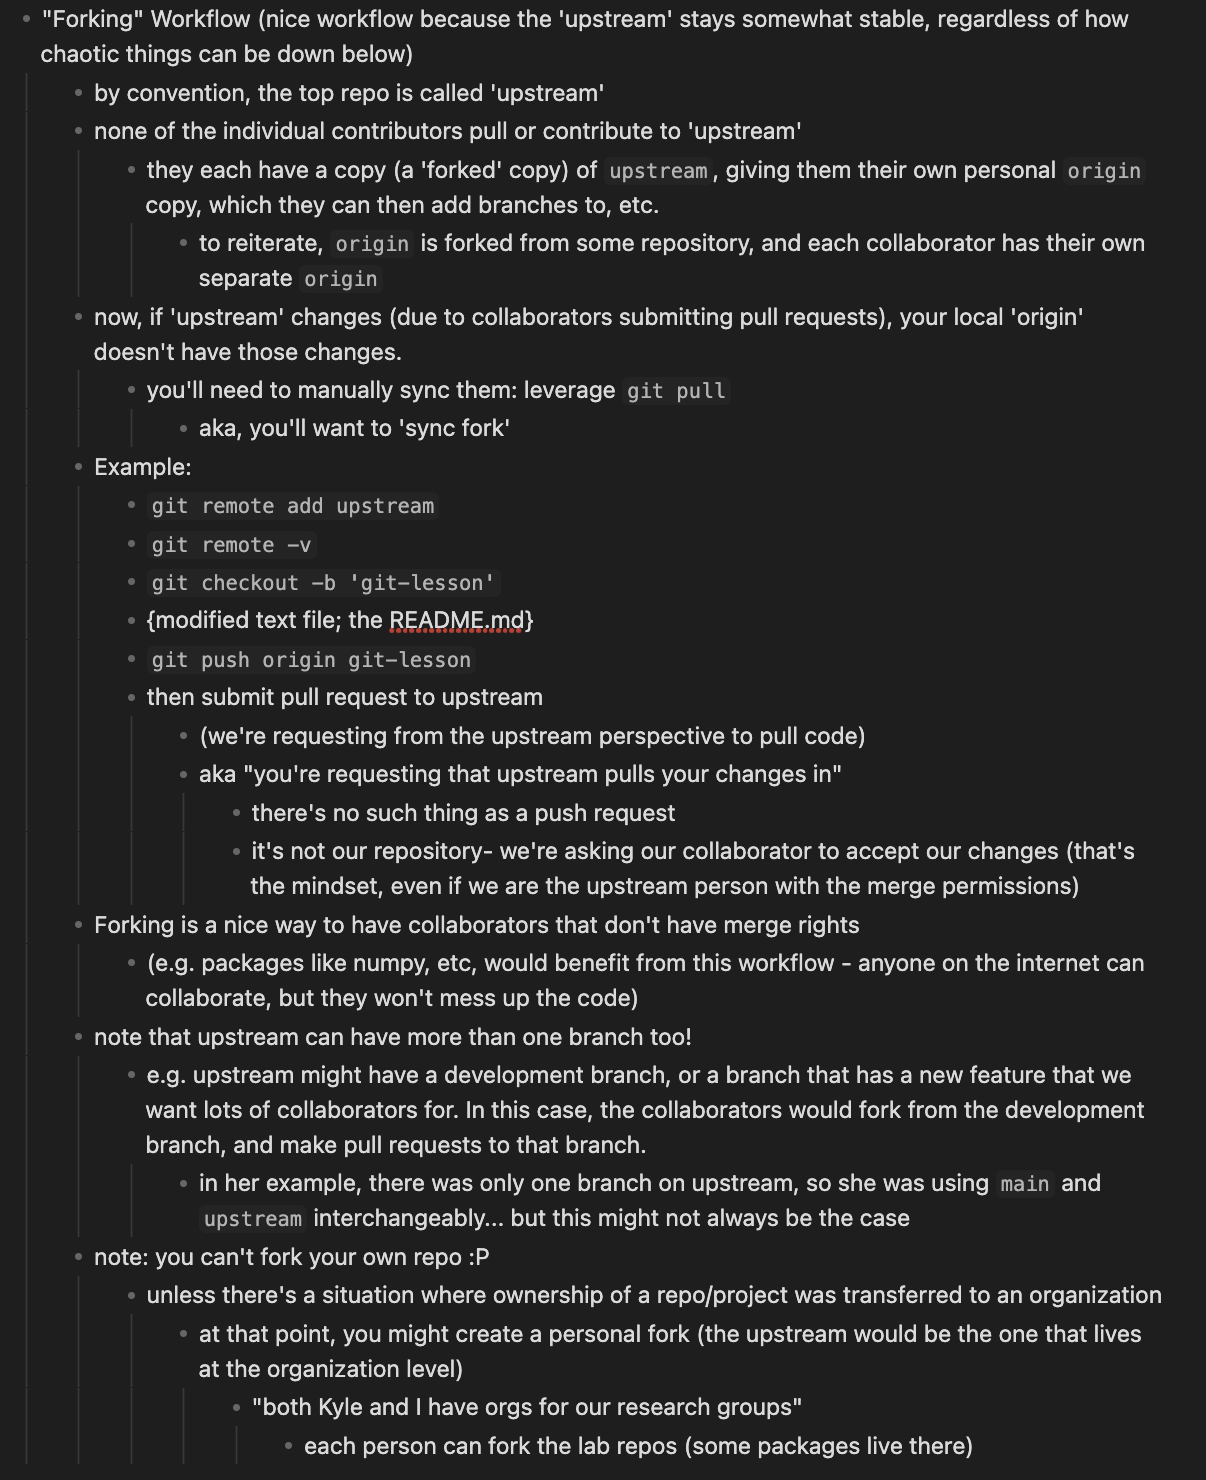 "Forking" Workflow (nice workflow because the 'upstream' stays somewhat stable, regardless of how
chaotic things can be down below)
by convention, the top repo is called 'upstream'
none of the individual contributors pull or contribute to 'upstream'
they each have a copy (a 'forked' copy) of upstream, giving them their own personal origin
copy, which they can then add branches to, etc.
to reiterate, origin is forked from some repository, and each collaborator has their own
separate origin
now, if 'upstream' changes (due to collaborators submitting pull requests), your local 'origin'
doesn't have those changes.
you'll need to manually sync them: leverage git pull
aka, you'll want to 'sync fork'
Example:
git remote add upstream
git remote -v
git checkout -b 'git-lesson'
{modified text file; the README.md}
git push origin git-lesson
then submit pull request to upstream
(we're requesting from the upstream perspective to pull code)
aka "you're requesting that upstream pulls your changes in"
there's no such thing as a push request
it's not our repository- we're asking our collaborator to accept our changes (that's
the mindset, even if we are the upstream person with the merge permissions)
Forking is a nice way to have collaborators that don't have merge rights
(e.g. packages like numpy, etc, would benefit from this workflow - anyone on the internet can
collaborate, but they won't mess up the code)
note that upstream can have more than one branch too!
e.g. upstream might have a development branch, or a branch that has a new feature that we
want lots of collaborators for. In this case, the collaborators would fork from the development
branch, and make pull requests to that branch.
in her example, there was only one branch on upstream, so she was using main and
upstream interchangeably... but this might not always be the case
note: you can't fork your own repo :P
unless there's a situation where ownership of a repo/project was transferred to an organization
at that point, you might create a personal fork (the upstream would be the one that lives
at the organization level)
"both Kyle and I have orgs for our research groups"
each person can fork the lab repos (some packages live there)